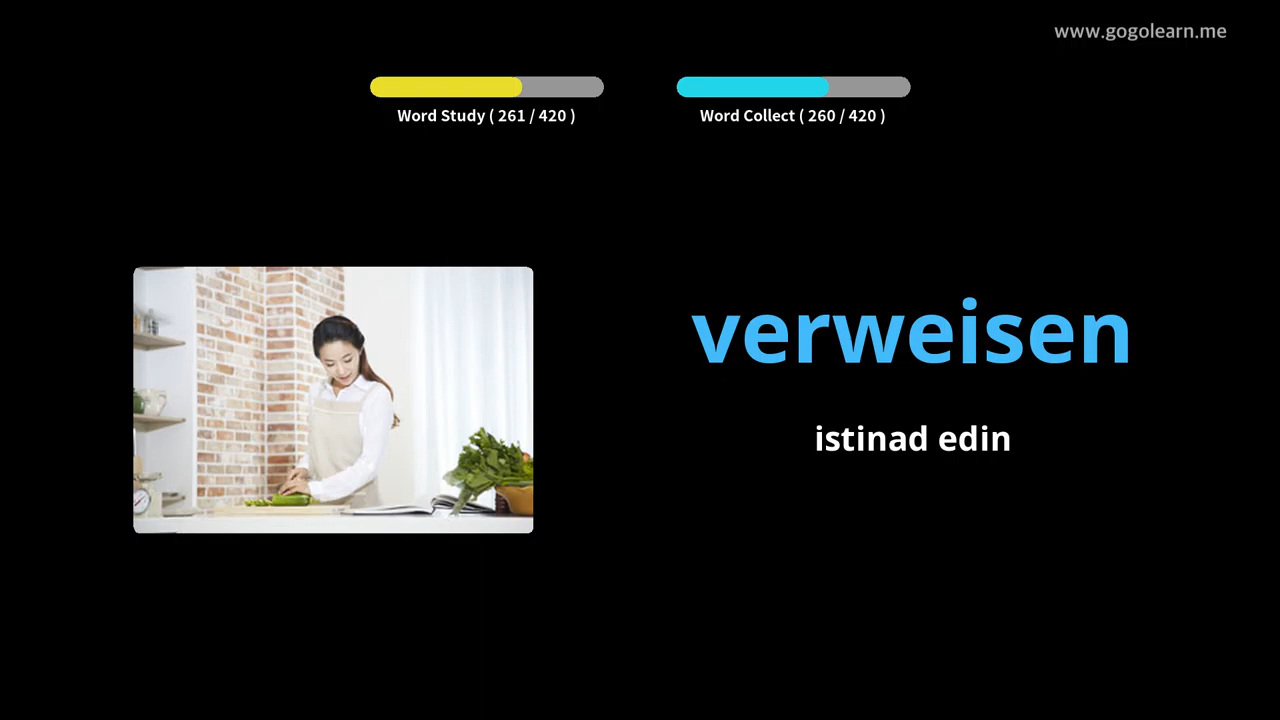 www.gogolearn.me
Word Study ( 261 / 420 )
Word Collect ( 260 / 420 )
verweisen
istinad edin